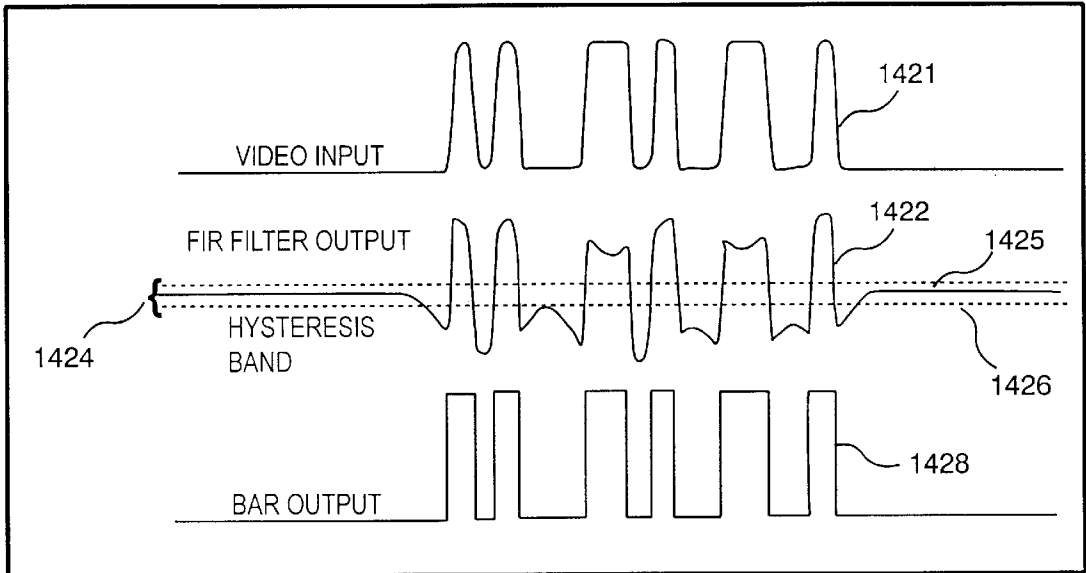 1421
VIDEO INPUT
1422
FIR FILTER OUTPUT
1425
HYSTERESIS
BAND
1424
1426
1428
BAR OUTPUT